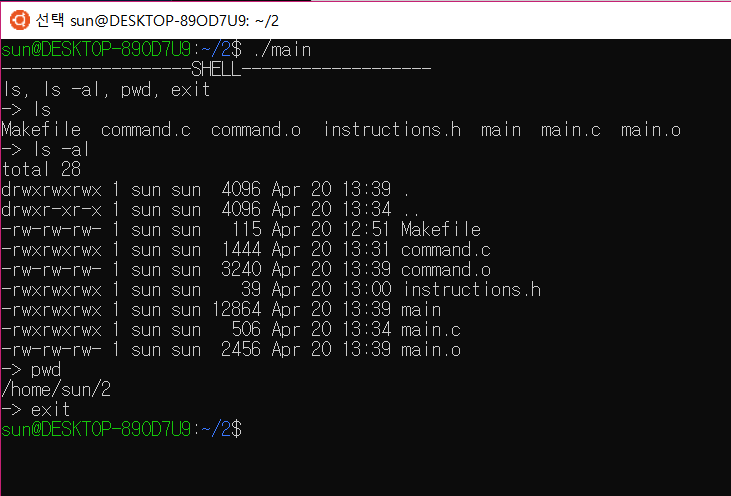 선택 sun@DESKTOP-89OD7U9: ~/2
sun@DESKTOP-89OD7U9:~/2$ ./main
-------------------SHELL-------------------
ls, ls -al, pwd, exit
-> ls
Makefile  command.c  command.o  instructions.h  main  main.c  main.o
-> ls -al
total 28
drwxrwxrwx 1 sun sun  4096 Apr 20 13:39 .
drwxr-xr-x 1 sun sun  4096 Apr 20 13:34 ..
-rw-rw-rw- 1 sun sun   115 Apr 20 12:51 Makefile
-rwxrwxrwx 1 sun sun  1444 Apr 20 13:31 command.c
-rw-rw-rw- 1 sun sun  3240 Apr 20 13:39 command.o
-rwxrwxrwx 1 sun sun    39 Apr 20 13:00 instructions.h
-rwxrwxrwx 1 sun sun 12864 Apr 20 13:39 main
-rwxrwxrwx 1 sun sun   506 Apr 20 13:34 main.c
-rw-rw-rw- 1 sun sun  2456 Apr 20 13:39 main.o
-> pwd
/home/sun/2
-> exit
sun@DESKTOP-89OD7U9:~/2$